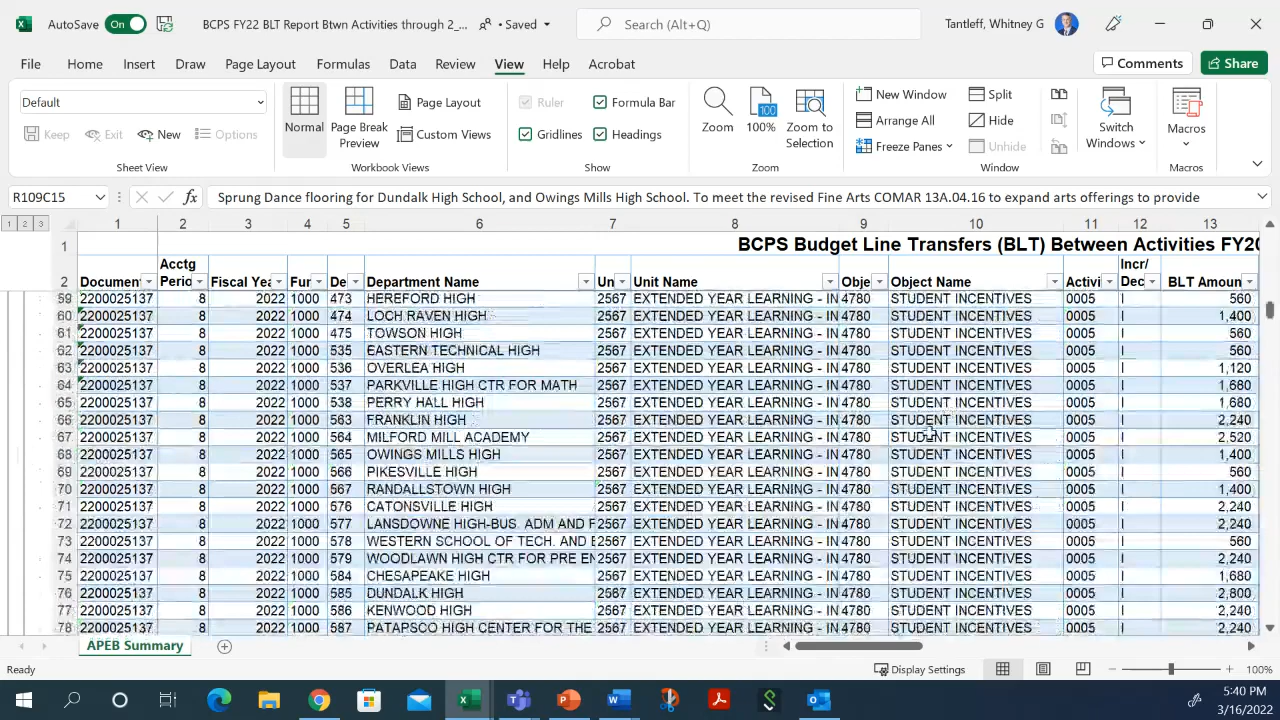 AutoSave On BCPS FY22 BLT Report Btwn Activities through 2_... • Saved Search (Alt+Q) Tantleff, Whitney G
File Home Insert Draw Page Layout Formulas Data Review View Help Acrobat Comments Share
Default
Keep Exit New Options
Sheet View
Normal Page Break Preview Page Layout Custom Views
Workbook Views
Ruler Formula Bar Gridlines Headings
Show
Zoom 100% Zoom to Selection
Zoom
New Window Arrange All Freeze Panes Split Hide Unhide Switch Windows
Window
Macros
Macros
R109C15 fx Sprung Dance flooring for Dundalk High School, and Owings Mills High School. To meet the revised Fine Arts COMAR 13A.04.16 to expand arts offerings to provide
1 2 3 1 2 3 4 5 6 7 8 9 10 11 12 13
1 BCPS Budget Line Transfers (BLT) Between Activities FY20
2 Documen Acctg Perio Fiscal Yea Fun De Department Name Un Unit Name Obje Object Name Activi Incr/ Dec BLT Amoun
59 2200025137 8 2022 1000 473 HEREFORD HIGH 2567 EXTENDED YEAR LEARNING - IN 4780 STUDENT INCENTIVES 0005 I 560
60 2200025137 8 2022 1000 474 LOCH RAVEN HIGH 2567 EXTENDED YEAR LEARNING - IN 4780 STUDENT INCENTIVES 0005 I 1,400
61 2200025137 8 2022 1000 475 TOWSON HIGH 2567 EXTENDED YEAR LEARNING - IN 4780 STUDENT INCENTIVES 0005 I 560
62 2200025137 8 2022 1000 535 EASTERN TECHNICAL HIGH 2567 EXTENDED YEAR LEARNING - IN 4780 STUDENT INCENTIVES 0005 I 560
63 2200025137 8 2022 1000 536 OVERLEA HIGH 2567 EXTENDED YEAR LEARNING - IN 4780 STUDENT INCENTIVES 0005 I 1,120
64 2200025137 8 2022 1000 537 PARKVILLE HIGH CTR FOR MATH 2567 EXTENDED YEAR LEARNING - IN 4780 STUDENT INCENTIVES 0005 I 1,680
65 2200025137 8 2022 1000 538 PERRY HALL HIGH 2567 EXTENDED YEAR LEARNING - IN 4780 STUDENT INCENTIVES 0005 I 1,680
66 2200025137 8 2022 1000 563 FRANKLIN HIGH 2567 EXTENDED YEAR LEARNING - IN 4780 STUDENT INCENTIVES 0005 I 2,240
67 2200025137 8 2022 1000 564 MILFORD MILL ACADEMY 2567 EXTENDED YEAR LEARNING - IN 4780 STUDENT INCENTIVES 0005 I 2,520
68 2200025137 8 2022 1000 565 OWINGS MILLS HIGH 2567 EXTENDED YEAR LEARNING - IN 4780 STUDENT INCENTIVES 0005 I 1,400
69 2200025137 8 2022 1000 566 PIKESVILLE HIGH 2567 EXTENDED YEAR LEARNING - IN 4780 STUDENT INCENTIVES 0005 I 560
70 2200025137 8 2022 1000 567 RANDALLSTOWN HIGH 2567 EXTENDED YEAR LEARNING - IN 4780 STUDENT INCENTIVES 0005 I 1,400
71 2200025137 8 2022 1000 576 CATONSVILLE HIGH 2567 EXTENDED YEAR LEARNING - IN 4780 STUDENT INCENTIVES 0005 I 2,240
72 2200025137 8 2022 1000 577 LANSDOWNE HIGH-BUS. ADM AND F 2567 EXTENDED YEAR LEARNING - IN 4780 STUDENT INCENTIVES 0005 I 2,240
73 2200025137 8 2022 1000 578 WESTERN SCHOOL OF TECH. AND E 2567 EXTENDED YEAR LEARNING - IN 4780 STUDENT INCENTIVES 0005 I 560
74 2200025137 8 2022 1000 579 WOODLAWN HIGH CTR FOR PRE EN 2567 EXTENDED YEAR LEARNING - IN 4780 STUDENT INCENTIVES 0005 I 2,240
75 2200025137 8 2022 1000 584 CHESAPEAKE HIGH 2567 EXTENDED YEAR LEARNING - IN 4780 STUDENT INCENTIVES 0005 I 1,680
76 2200025137 8 2022 1000 585 DUNDALK HIGH 2567 EXTENDED YEAR LEARNING - IN 4780 STUDENT INCENTIVES 0005 I 2,800
77 2200025137 8 2022 1000 586 KENWOOD HIGH 2567 EXTENDED YEAR LEARNING - IN 4780 STUDENT INCENTIVES 0005 I 2,240
78 2200025137 8 2022 1000 587 PATAPSCO HIGH CENTER FOR THE 2567 EXTENDED YEAR LEARNING - IN 4780 STUDENT INCENTIVES 0005 I 2,240
APEB Summary
Ready Display Settings 100%
5:40 PM
3/16/2022